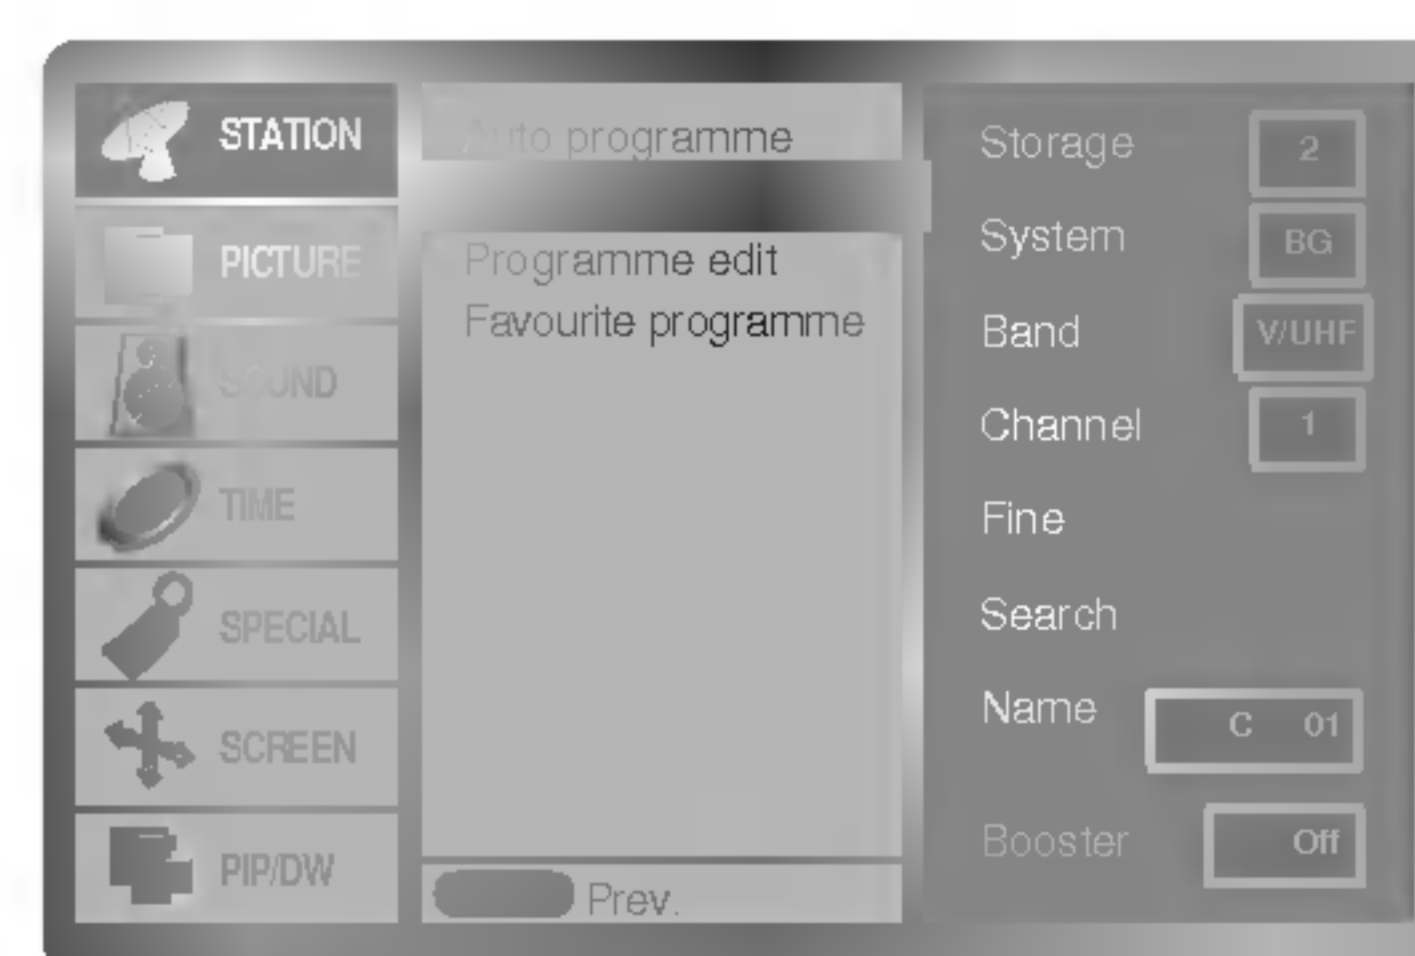 STATION
PICTURE
SOUND
TIME
SPECIAL
SCREEN
PIP/DW
Auto programme
Programme edit
Favourite programme
Prev.
Storage 2
System BG
Band V/UHF
Channel 1
Fine
Search
Name C 01
Booster Off